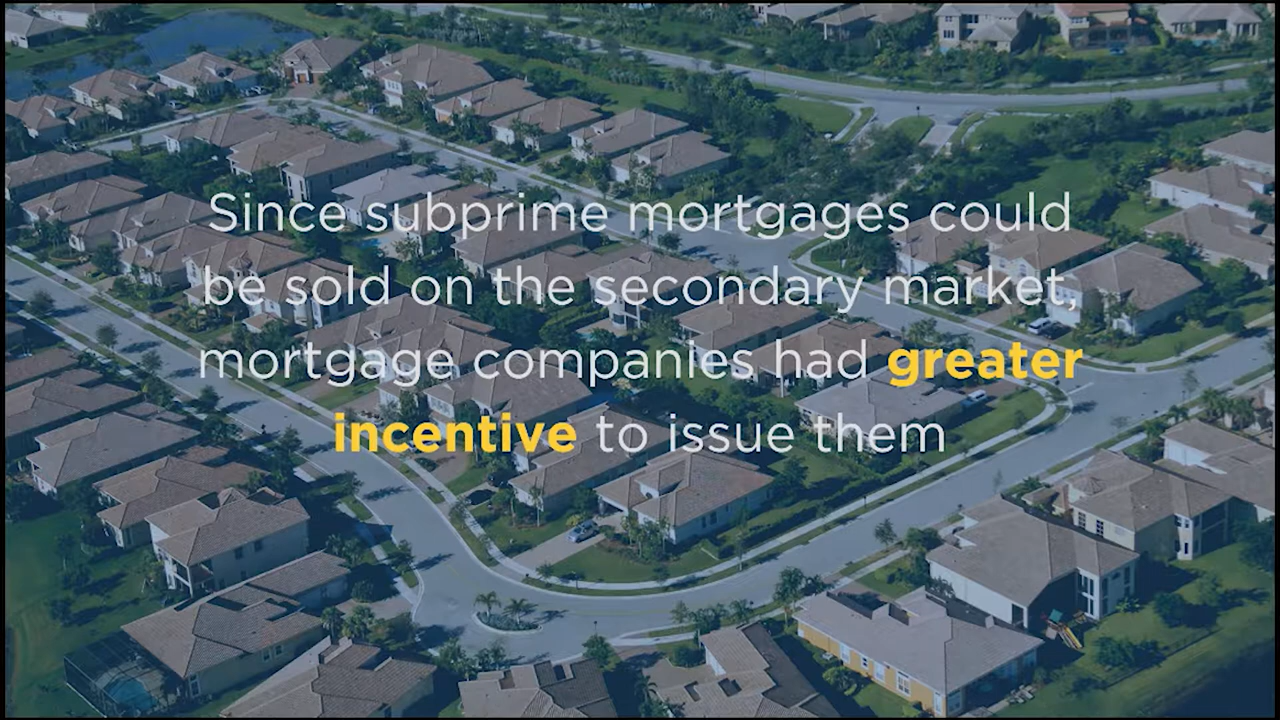 Since subprime mortgages could
be sold on the secondary market,
mortgage companies had greater
incentive to issue them